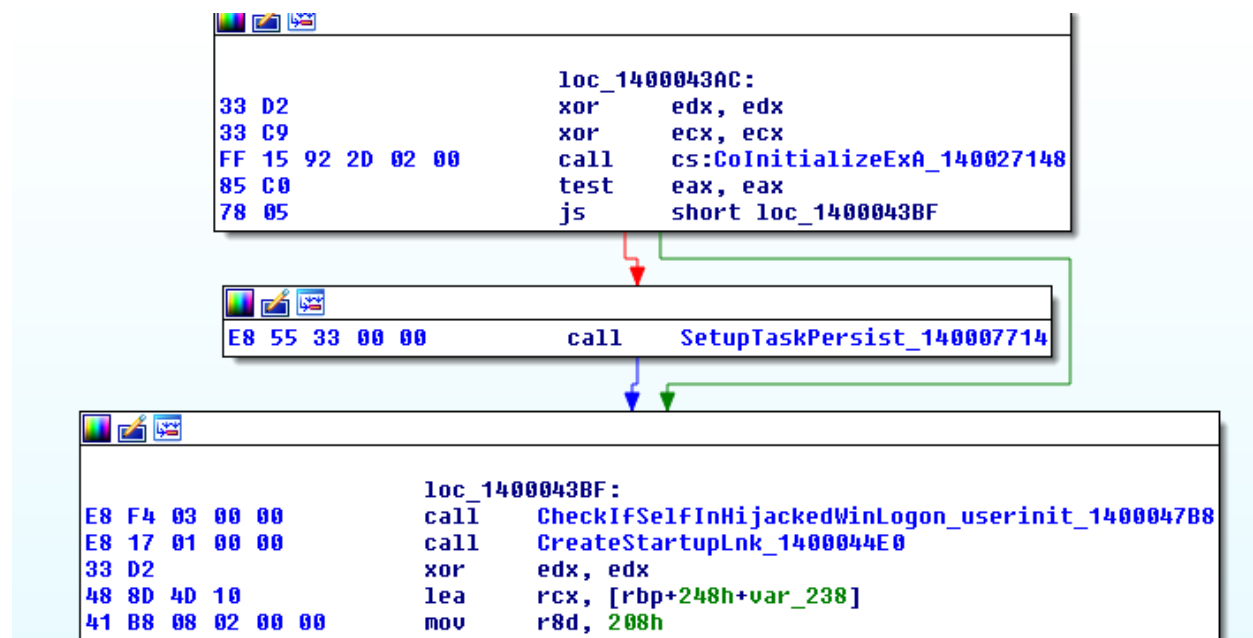 loc_1400043AC:
33 D2 xor edx, edx
33 C9 xor ecx, ecx
FF 15 92 2D 02 00 call cs:CoInitializeExA_140027148
85 C0 test eax, eax
78 05 js short loc_1400043BF
E8 55 33 00 00 call SetupTaskPersist_140007714
loc_1400043BF:
E8 F4 03 00 00 call CheckIfSelfInHijackedWinLogon_userinit_1400047B8
E8 17 01 00 00 call CreateStartupLnk_1400044E0
33 D2 xor edx, edx
48 8D 4D 10 lea rcx, [rbp+248h+var_238]
41 B8 08 02 00 00 mov r8d, 208h